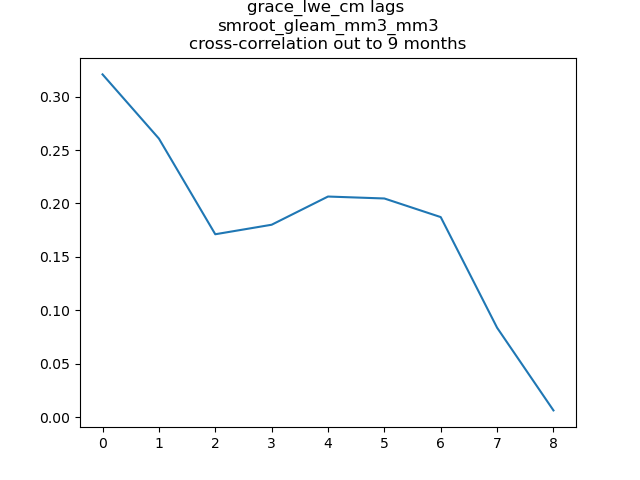 grace_lwe_cm lags
smroot_gleam_mm3_mm3
cross-correlation out to 9 months
0.30
0.25
0.20
0.15
0.10
0.05
0.00
0 1 2 3 4 5 6 7 8